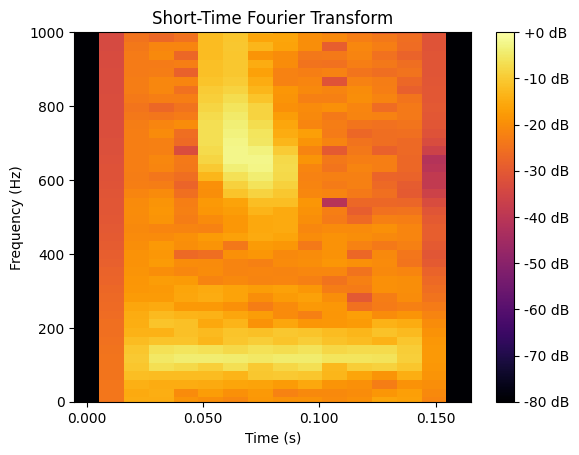 Short-Time Fourier Transform
1000
800
600
400
200
0
Frequency (Hz)
0.000
0.050
0.100
0.150
Time (s)
+0 dB
-10 dB
-20 dB
-30 dB
-40 dB
-50 dB
-60 dB
-70 dB
-80 dB